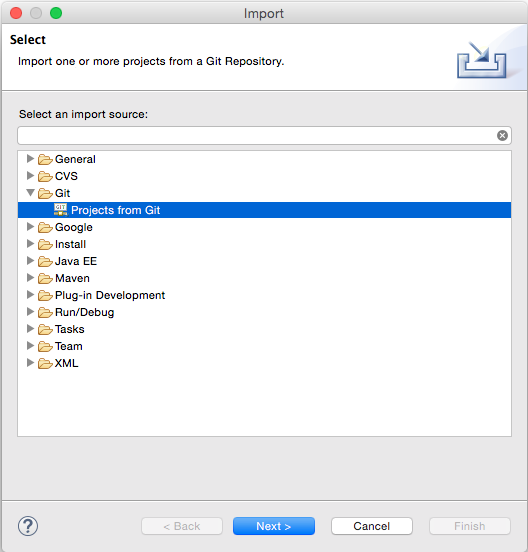 Import
Select
Import one or more projects from a Git Repository.
Select an import source:
General
CVS
Git
GIT
Projects from Git
Google
Install
Java EE
Maven
Plug-in Development
Run/Debug
Tasks
Team
XML
?
< Back
Next >
Cancel
Finish